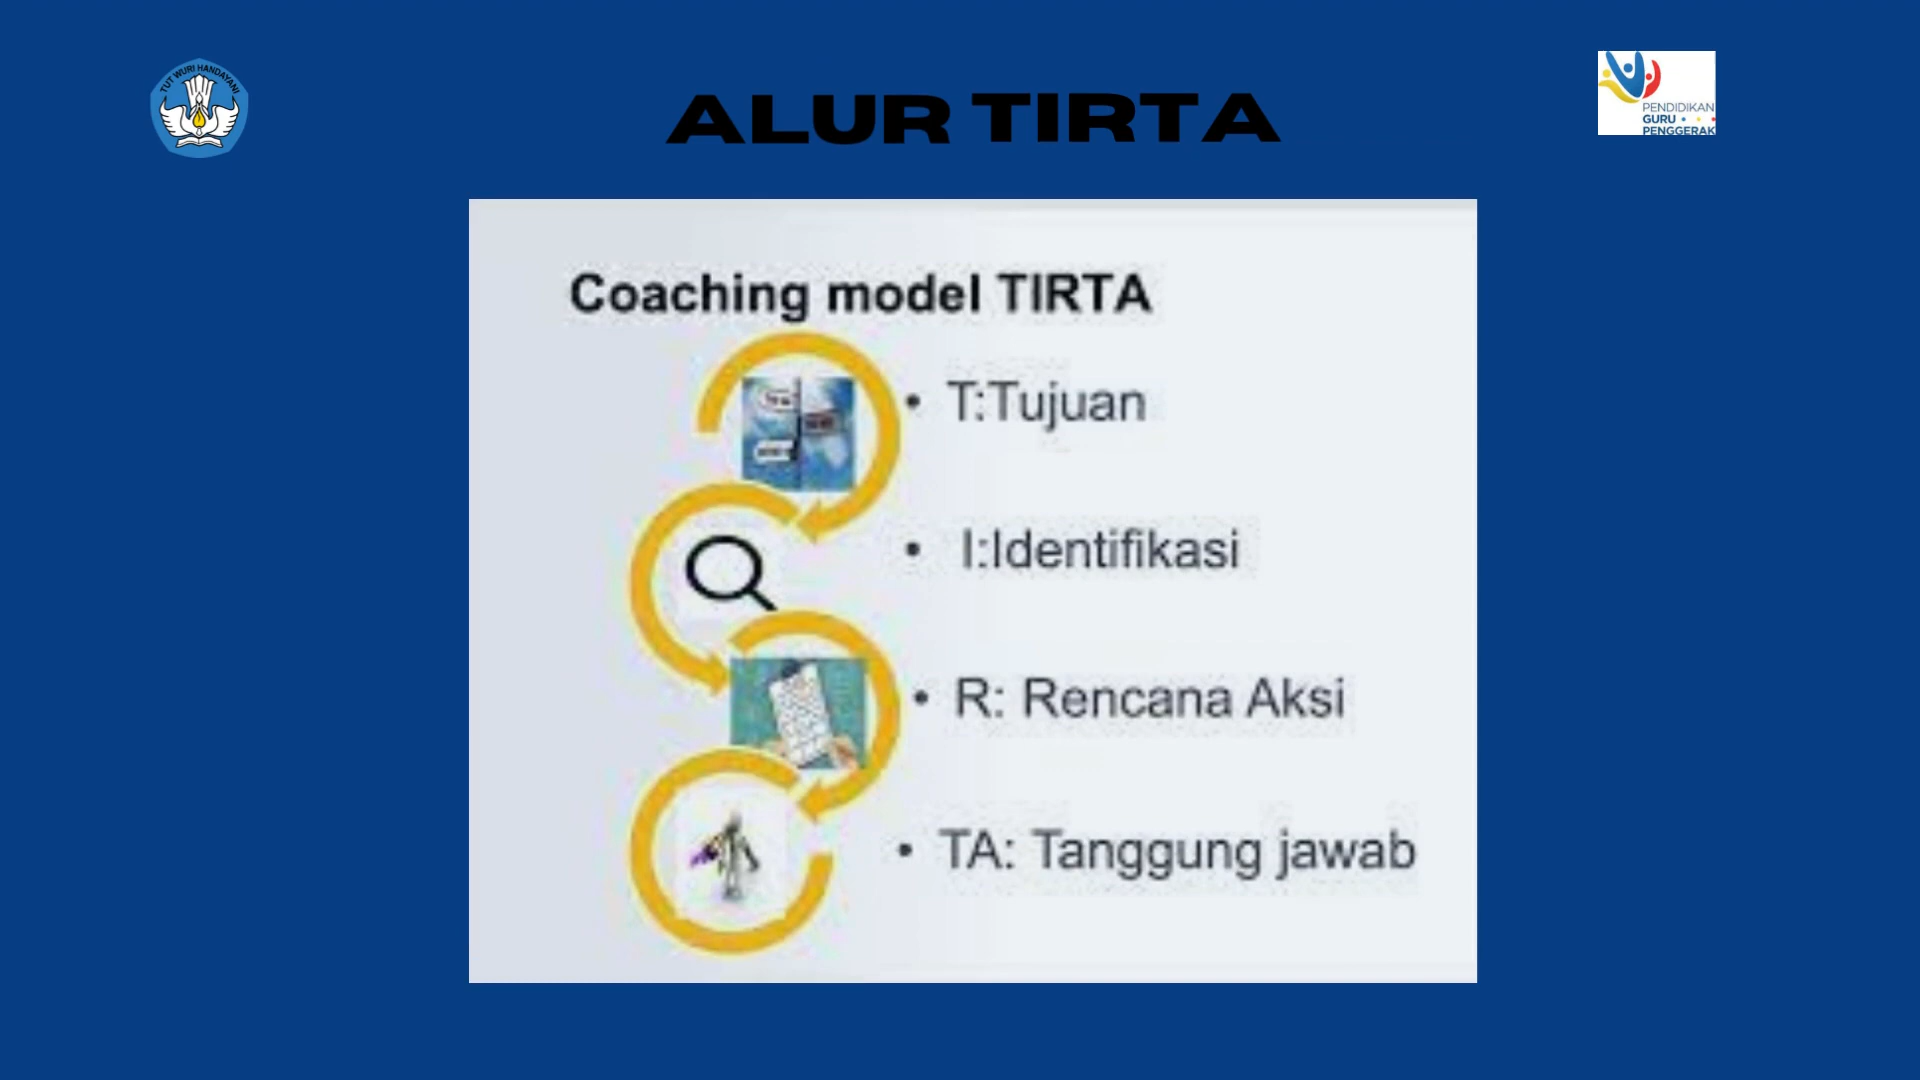 TUT WURI HANDAYANI
ALUR TIRTA
PENDIDIKAN
GURU
PENGGERAK
Coaching model TIRTA
• T:Tujuan
• I:Identifikasi
• R: Rencana Aksi
• TA: Tanggung jawab